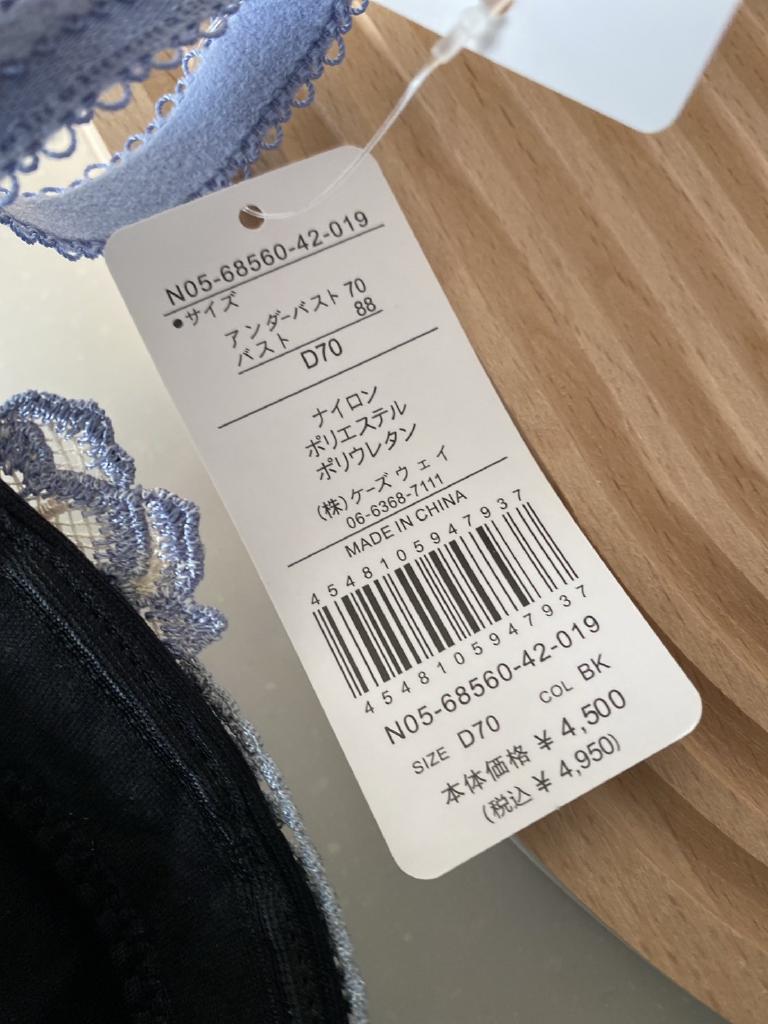 N05-68560-42-019
●サイズ
アンダーバスト 70
バスト 88
D70
ナイロン
ポリエステル
ポリウレタン
(株)ケーズウェイ
06-6368-7111
MADE IN CHINA
4548105947937
4548105947937
N05-68560-42-019
SIZE D70 COL BK
本体価格 ¥4,500
(税込 ¥4,950)